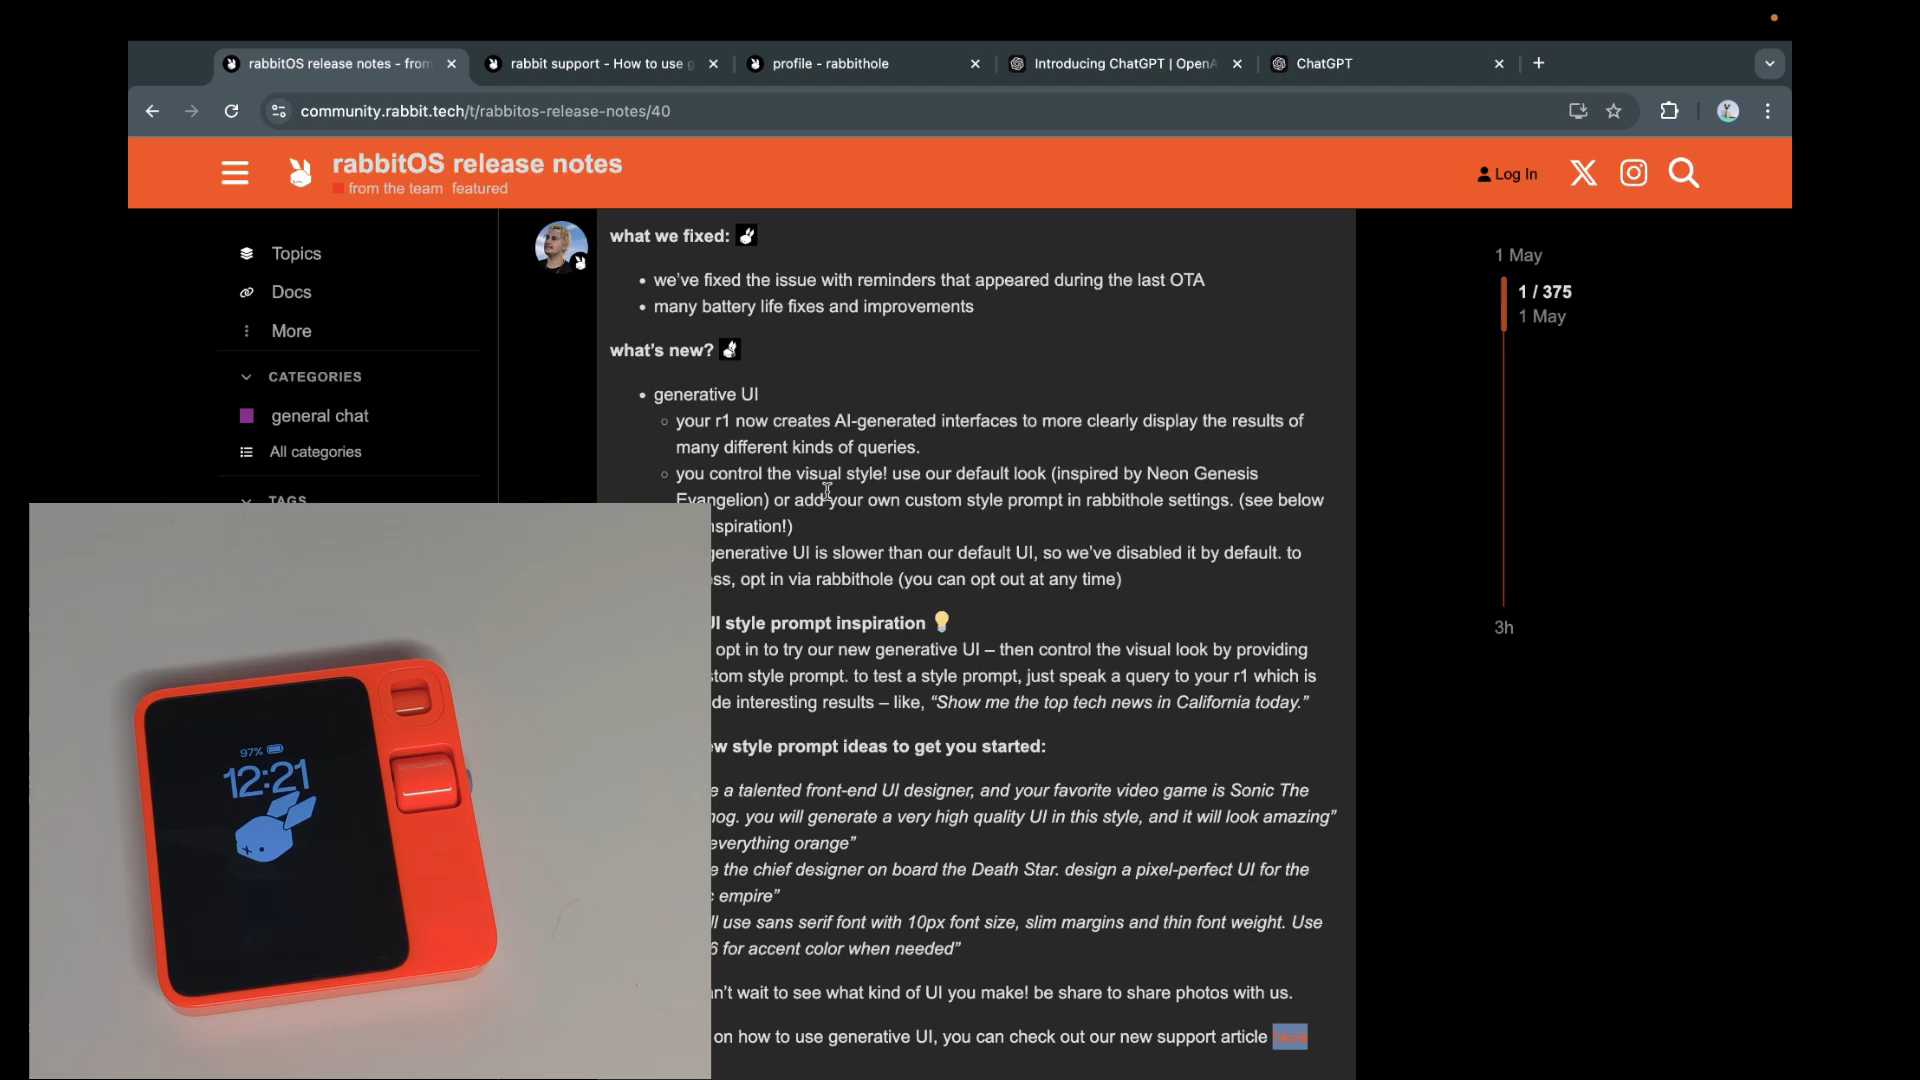 rabbitOS release notes - from
rabbit support - How to use g
profile - rabbithole
Introducing ChatGPT | OpenA
ChatGPT
community.rabbit.tech/t/rabbitos-release-notes/40
rabbitOS release notes
from the team featured
Log In
Topics
Docs
More
CATEGORIES
general chat
All categories
TAGS
what we fixed:
• we've fixed the issue with reminders that appeared during the last OTA
• many battery life fixes and improvements
what's new?
• generative UI
◦ your r1 now creates AI-generated interfaces to more clearly display the results of
many different kinds of queries.
◦ you control the visual style! use our default look (inspired by Neon Genesis
Evangelion) or add your own custom style prompt in rabbithole settings. (see below
nspiration!)
generative UI is slower than our default UI, so we've disabled it by default. to
ss, opt in via rabbithole (you can opt out at any time)
UI style prompt inspiration
opt in to try our new generative UI – then control the visual look by providing
stom style prompt. to test a style prompt, just speak a query to your r1 which is
de interesting results – like, “Show me the top tech news in California today.”
ew style prompt ideas to get you started:
e a talented front-end UI designer, and your favorite video game is Sonic The
hog. you will generate a very high quality UI in this style, and it will look amazing”
everything orange”
e the chief designer on board the Death Star. design a pixel-perfect UI for the
c empire”
ll use sans serif font with 10px font size, slim margins and thin font weight. Use
6 for accent color when needed”
n't wait to see what kind of UI you make! be share to share photos with us.
on how to use generative UI, you can check out our new support article here
1 May
1 / 375
1 May
3h
97%
12:21